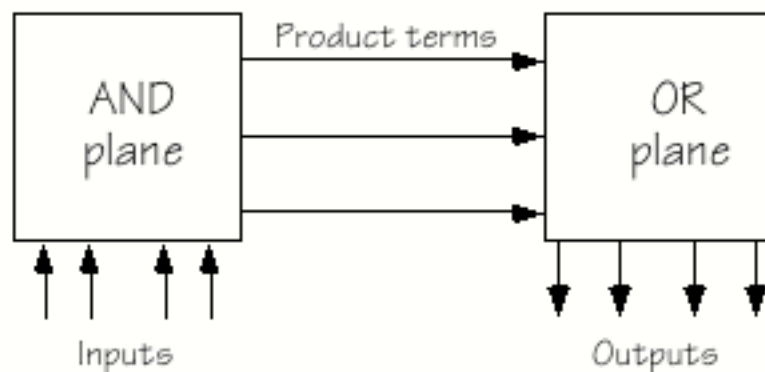 Product terms
AND
plane
OR
plane
Inputs
Outputs